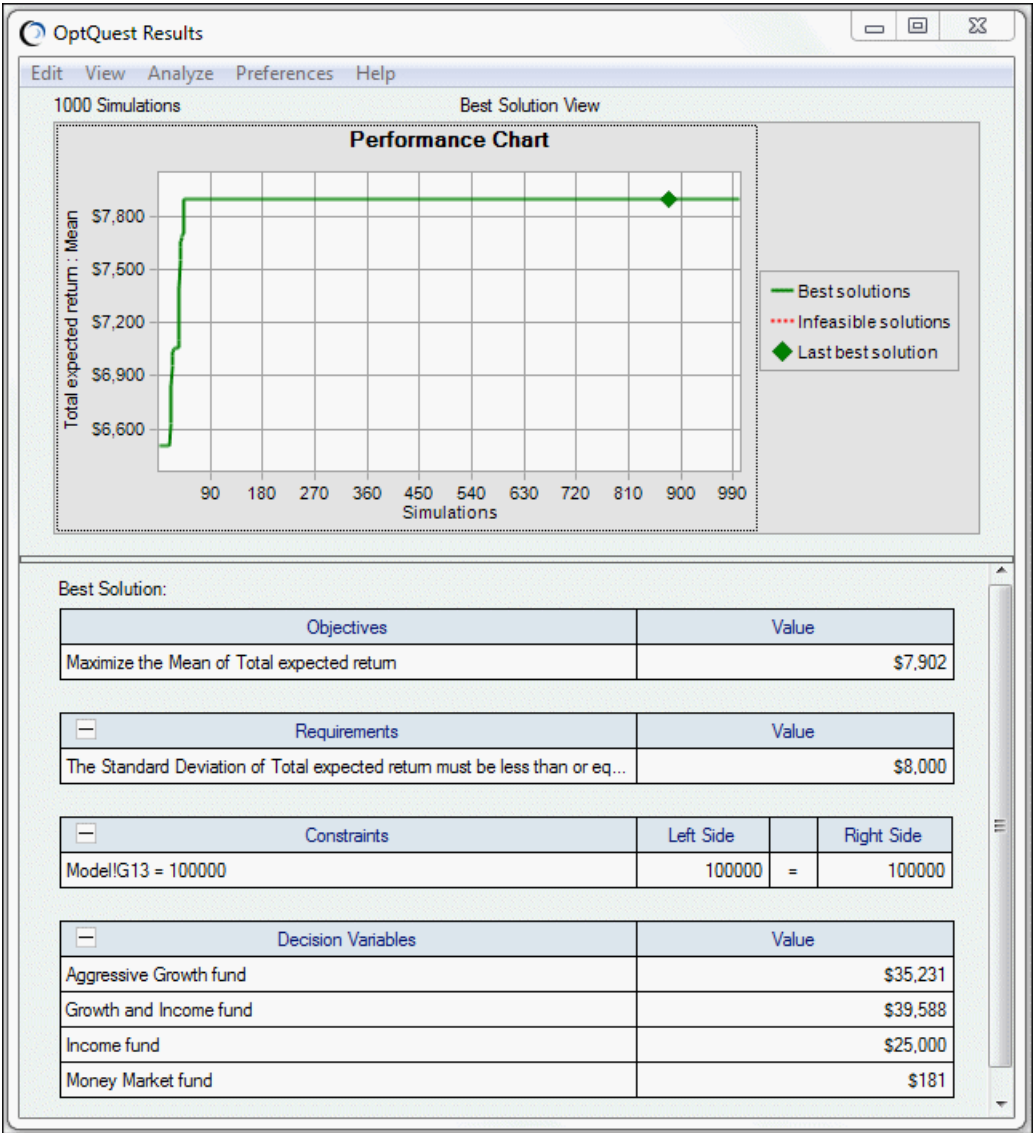 OptQuest Results
Edit View Analyze Preferences Help
1000 Simulations Best Solution View
Performance Chart
Total expected return : Mean
$7,800
$7,500
$7,200
$6,900
$6,600
90 180 270 360 450 540 630 720 810 900 990
Simulations
Best solutions
Infeasible solutions
Last best solution
Best Solution:
Objectives Value
Maximize the Mean of Total expected return $7,902
Requirements Value
The Standard Deviation of Total expected return must be less than or eq... $8,000
Constraints Left Side Right Side
Model!G13 = 100000 100000 = 100000
Decision Variables Value
Aggressive Growth fund $35,231
Growth and Income fund $39,588
Income fund $25,000
Money Market fund $181